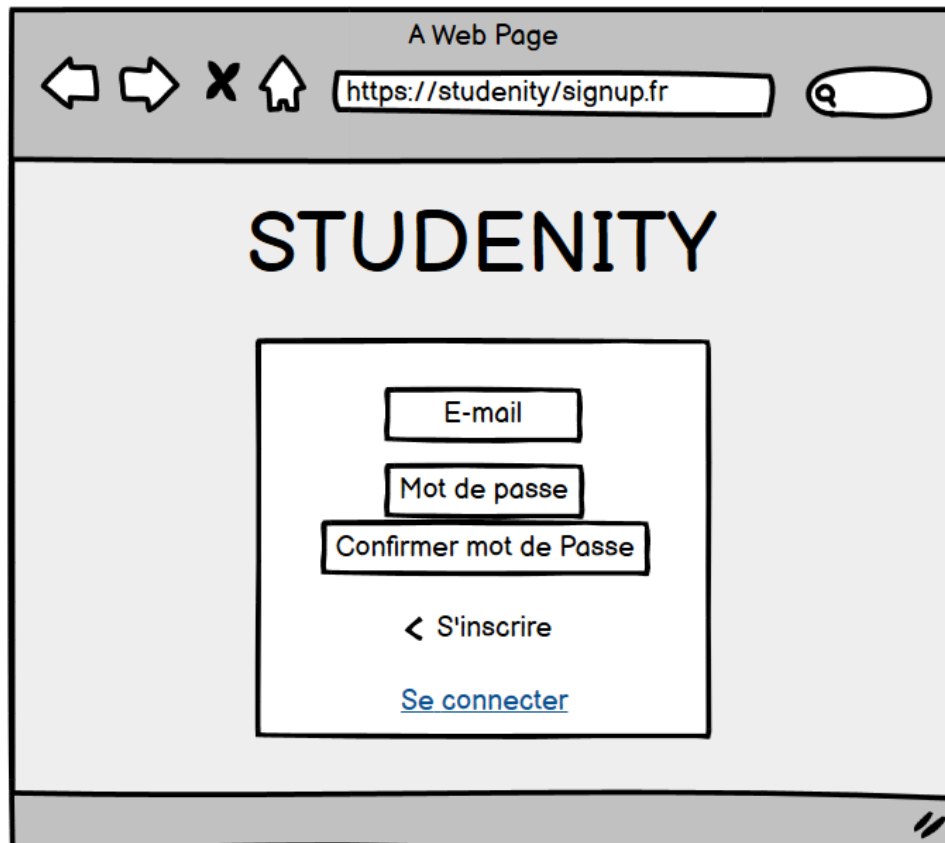 A Web Page
https://studenity/signup.fr
STUDENITY
E-mail
Mot de passe
Confirmer mot de Passe
S'inscrire
Se connecter